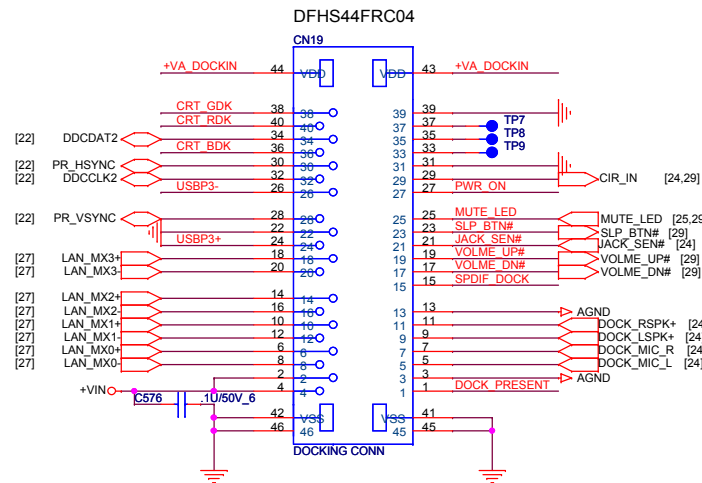 DFHS44FRC04
CN19
+VA_DOCKIN 44 VDD VDD 43 +VA_DOCKIN
CRT_GDK 38 38 39 39
CRT_RDK 40 40 37 37 TP7
[22] DDCDAT2 34 34 35 35 TP8
CRT_BDK 36 36 33 33 TP9
[22] PR_HSYNC 30 30 31 31
[22] DDCCLK2 32 32 29 29 CIR_IN [24,29]
USBP3- 26 26 27 27 PWR_ON
[22] PR_VSYNC 28 28 25 25 MUTE_LED MUTE_LED [25,29
22 22 23 23 SLP_BTN# SLP_BTN# [29]
USBP3+ 24 24 21 21 JACK_SEN# JACK_SEN# [24]
[27] LAN_MX3+ 18 18 19 19 VOLME_UP# VOLME_UP# [29]
[27] LAN_MX3- 20 20 17 17 VOLME_DN# VOLME_DN# [29]
15 15 SPDIF_DOCK
[27] LAN_MX2+ 14 14 13 13 AGND
[27] LAN_MX2- 16 16
[27] LAN_MX1+ 10 10 11 11 DOCK_RSPK+ [24
[27] LAN_MX1- 12 12 9 9 DOCK_LSPK+ [24
[27] LAN_MX0+ 6 6 7 7 DOCK_MIC_R [24
[27] LAN_MX0- 8 8 5 5 DOCK_MIC_L [24]
2 2 3 3 AGND
+VIN 4 4 1 1 DOCK_PRESENT
C576 .1U/50V_6
42 VSS VSS 41
46 46 45 45
DOCKING CONN